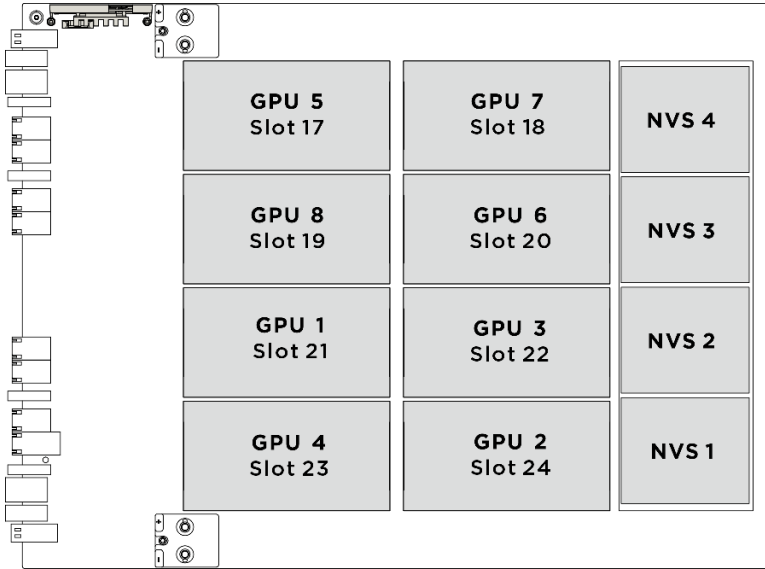 GPU 5
Slot 17
GPU 7
Slot 18
NVS 4
GPU 8
Slot 19
GPU 6
Slot 20
NVS 3
GPU 1
Slot 21
GPU 3
Slot 22
NVS 2
GPU 4
Slot 23
GPU 2
Slot 24
NVS 1